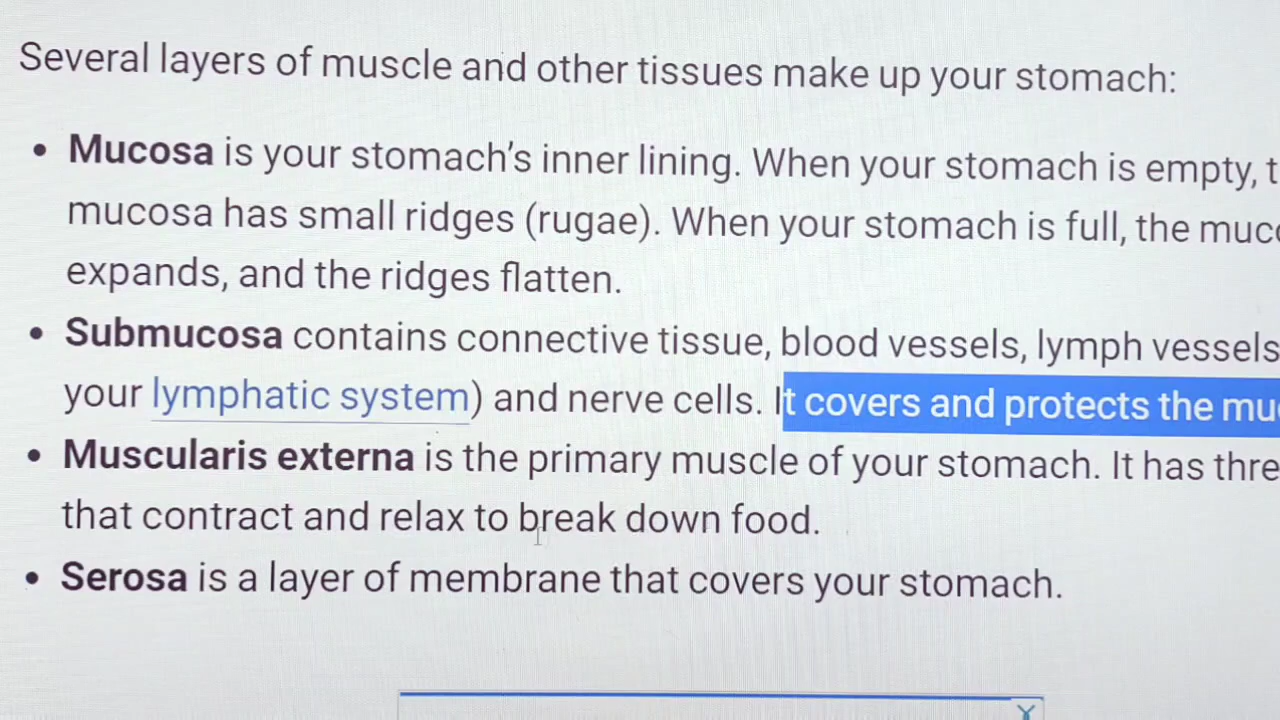 Several layers of muscle and other tissues make up your stomach:
• Mucosa is your stomach's inner lining. When your stomach is empty,
mucosa has small ridges (rugae). When your stomach is full, the
expands, and the ridges flatten.
• Submucosa contains connective tissue, blood vessels, lymph vessels
your lymphatic system) and nerve cells. It covers and protects the
• Muscularis externa is the primary muscle of your stomach. It has
that contract and relax to break down food.
• Serosa is a layer of membrane that covers your stomach.